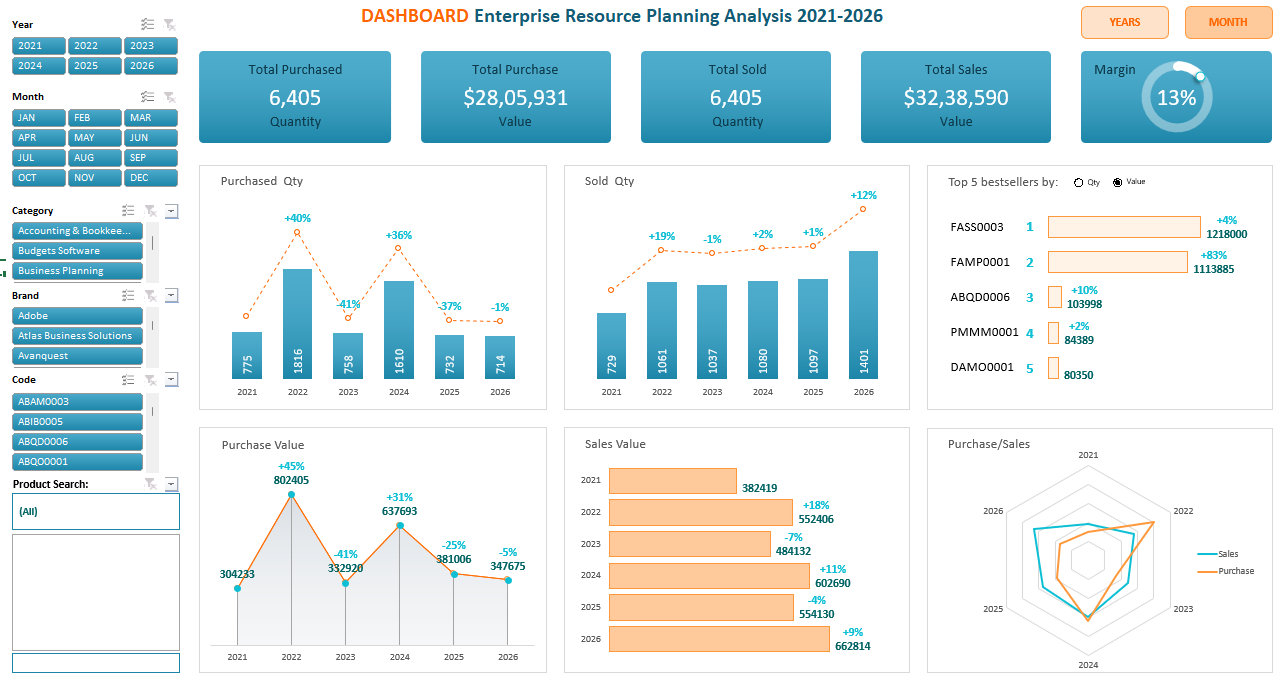 DASHBOARD Enterprise Resource Planning Analysis 2021-2026
YEARS
MONTH
Year
2021 2022 2023
2024 2025 2026
Month
JAN FEB MAR
APR MAY JUN
JUL AUG SEP
OCT NOV DEC
Category
Accounting & Bookkee...
Budgets Software
Business Planning
Brand
Adobe
Atlas Business Solutions
Avanquest
Code
ABAM0003
ABIB0005
ABQD0006
ABQO0001
Product Search:
(All)
Total Purchased
6,405
Quantity
Total Purchase
$28,05,931
Value
Total Sold
6,405
Quantity
Total Sales
$32,38,590
Value
Margin
13%
Purchased Qty
+40%
+36%
-41%
-37%
-1%
775 1816 758 1610 732 714
2021 2022 2023 2024 2025 2026
Sold Qty
+12%
+19% -1% +2% +1%
729 1061 1037 1080 1097 1401
2021 2022 2023 2024 2025 2026
Top 5 bestsellers by: Qty Value
FASS0003 1 +4%
1218000
FAMP0001 2 +83%
1113885
ABQD0006 3 +10%
103998
PMMM0001 4 +2%
84389
DAMO0001 5
80350
Purchase Value
+45%
802405
+31%
637693
-41%
332920
-25%
381006
-5%
347675
304233
2021 2022 2023 2024 2025 2026
Sales Value
2021 382419
2022 +18%
552406
2023 -7%
484132
2024 +11%
602690
2025 -4%
554130
2026 +9%
662814
Purchase/Sales
2021
2026 2022
Sales
Purchase
2025 2023
2024